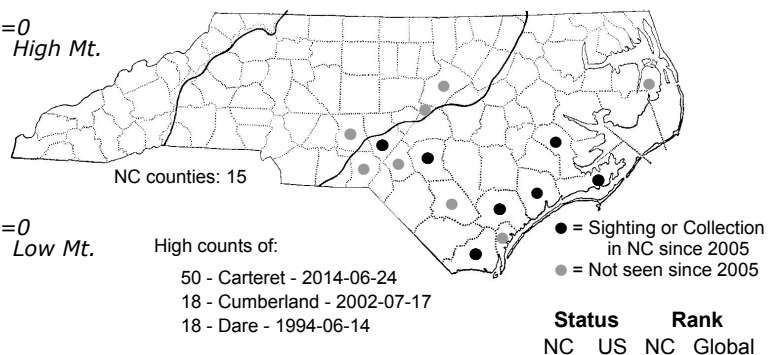 =0
High Mt.
NC counties: 15
=0
Low Mt.
High counts of:
50 - Carteret - 2014-06-24
18 - Cumberland - 2002-07-17
18 - Dare - 1994-06-14
= Sighting or Collection
in NC since 2005
= Not seen since 2005
Status Rank
NC US NC Global